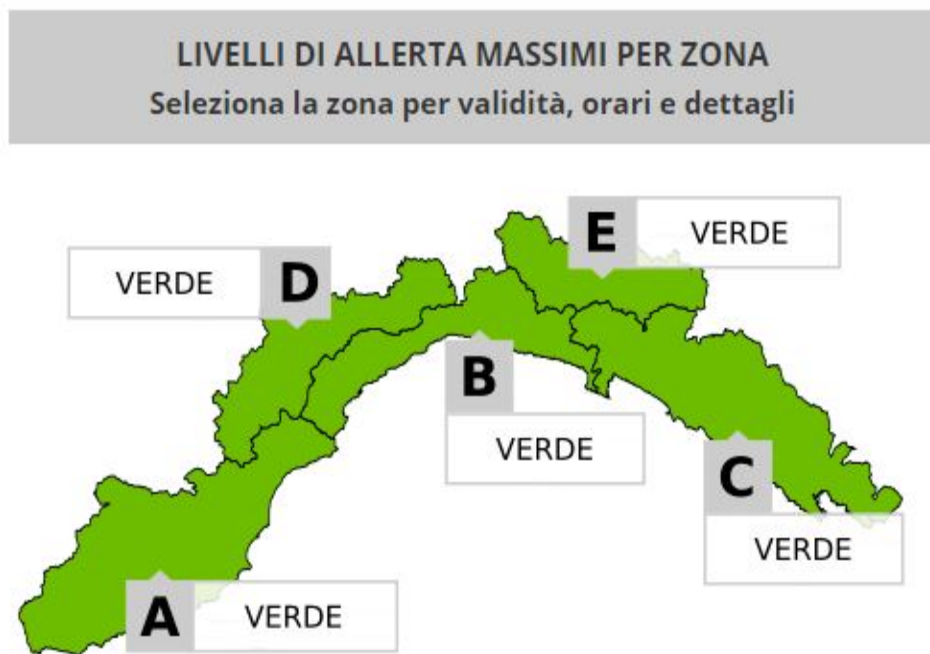 LIVELLI DI ALLERTA MASSIMI PER ZONA
Seleziona la zona per validità, orari e dettagli
E VERDE
VERDE D
B
VERDE
C
VERDE
A VERDE